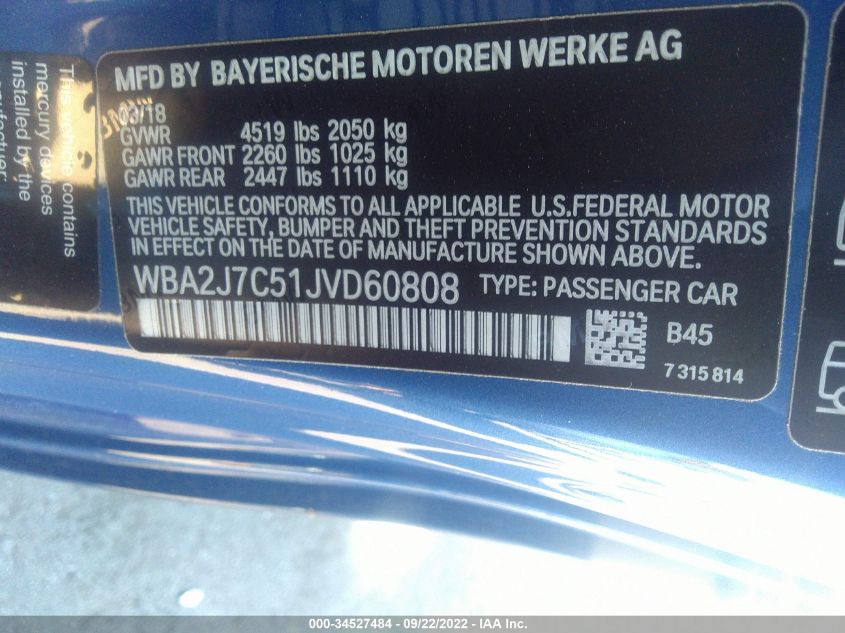 This vehicle contains
mercury devices
installed by the
MFD BY BAYERISCHE MOTOREN WERKE AG
03/18
GVWR 4519 lbs 2050 kg
GAWR FRONT 2260 lbs 1025 kg
GAWR REAR 2447 lbs 1110 kg
THIS VEHICLE CONFORMS TO ALL APPLICABLE U.S.FEDERAL MOTOR
VEHICLE SAFETY, BUMPER AND THEFT PREVENTION STANDARDS
IN EFFECT ON THE DATE OF MANUFACTURE SHOWN ABOVE.
WBA2J7C51JVD60808 TYPE: PASSENGER CAR
B45
7 315 814
000-34527484 - 09/22/2022 - IAA Inc.